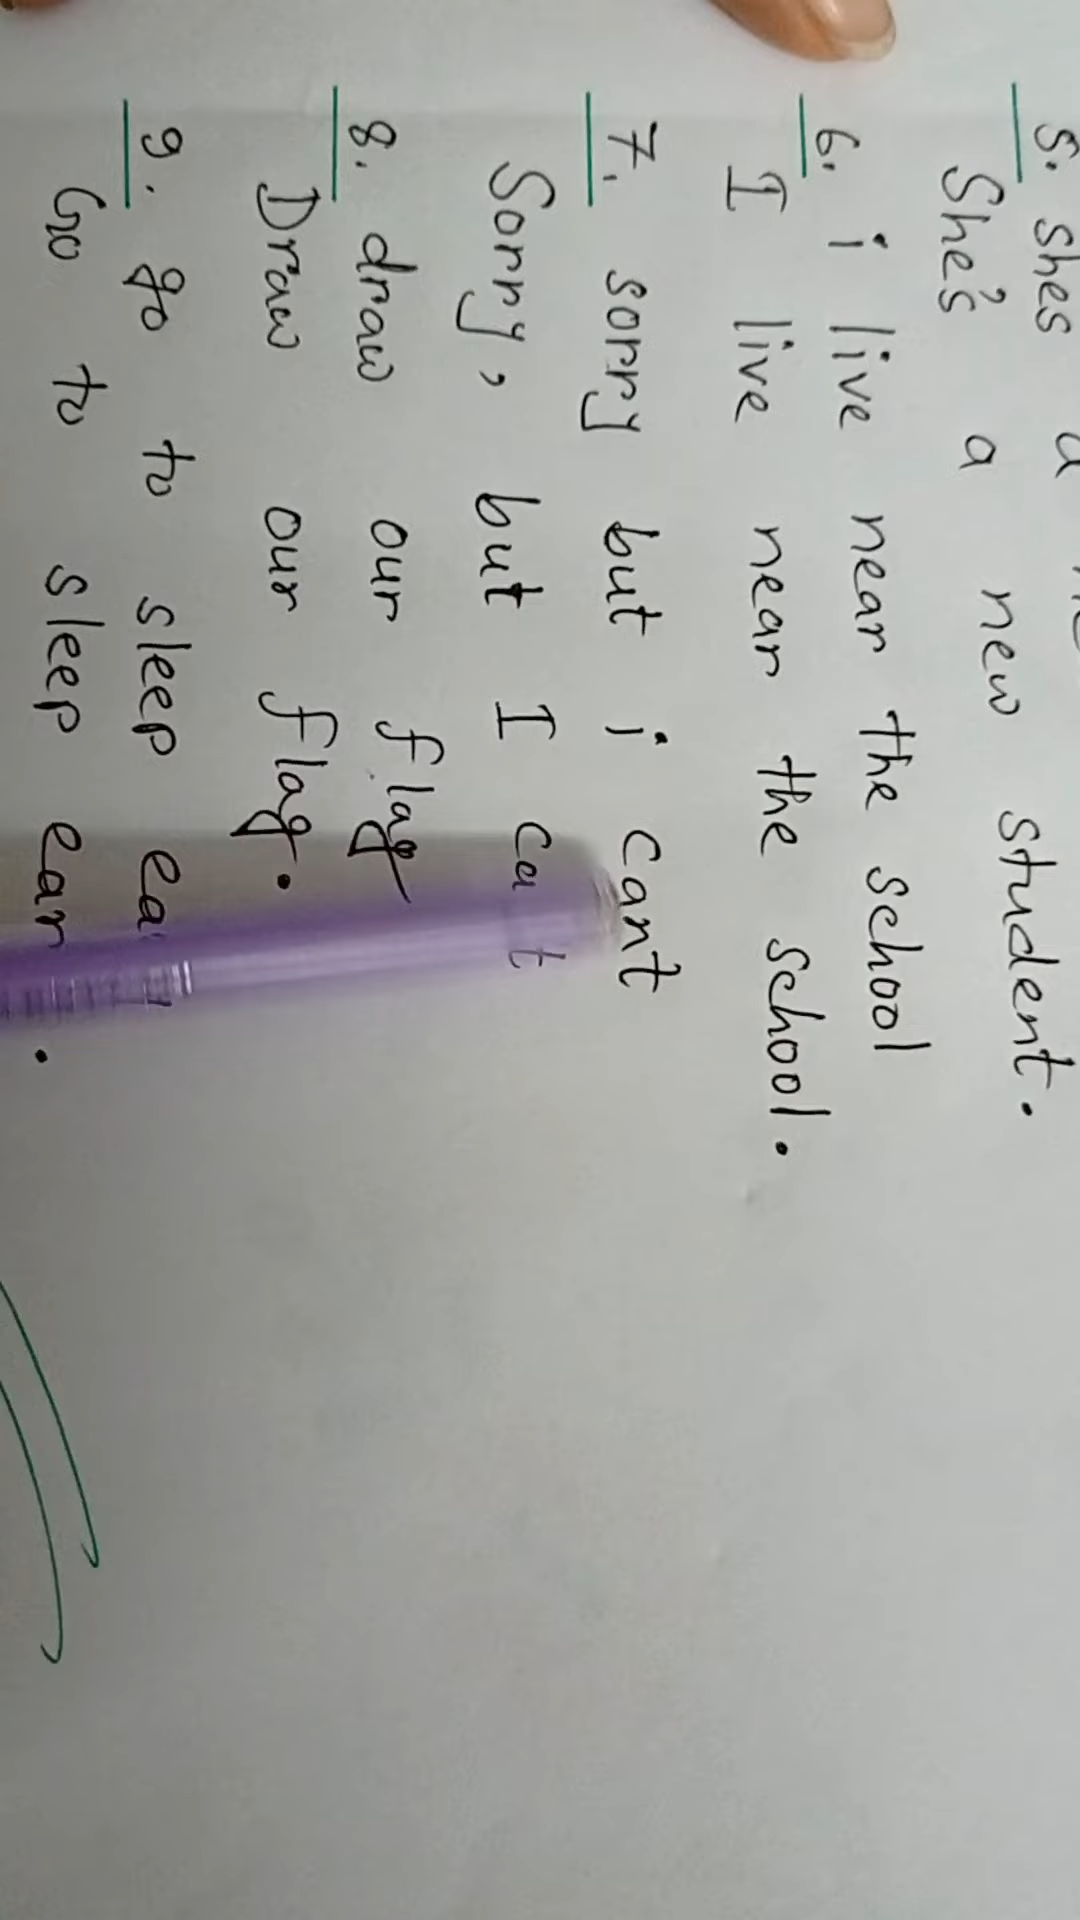 5. shes a
She's a new student.
6. i live near the school
I live near the school.
7. sorry but i cant
Sorry, but I
8. draw our flag
Draw our flag.
9. go to sleep
Go to sleep